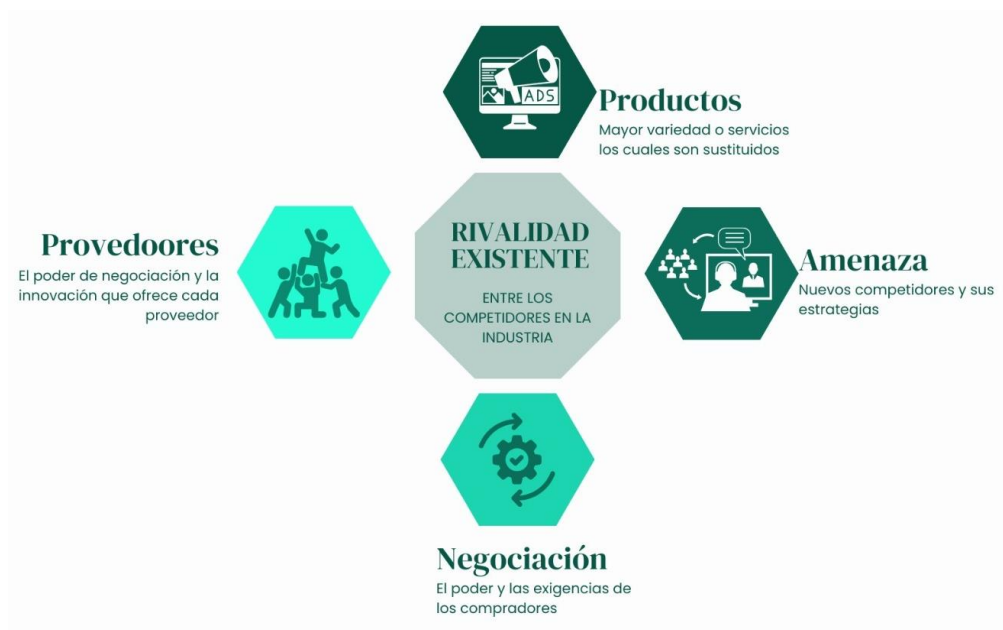 ADS
Productos
Mayor variedad o servicios
los cuales son sustituidos
Provedoores
El poder de negociación y la
innovación que ofrece cada
proveedor
RIVALIDAD
EXISTENTE
ENTRE LOS
COMPETIDORES EN LA
INDUSTRIA
Amenaza
Nuevos competidores y sus
estrategias
Negociación
El poder y las exigencias de
los compradores